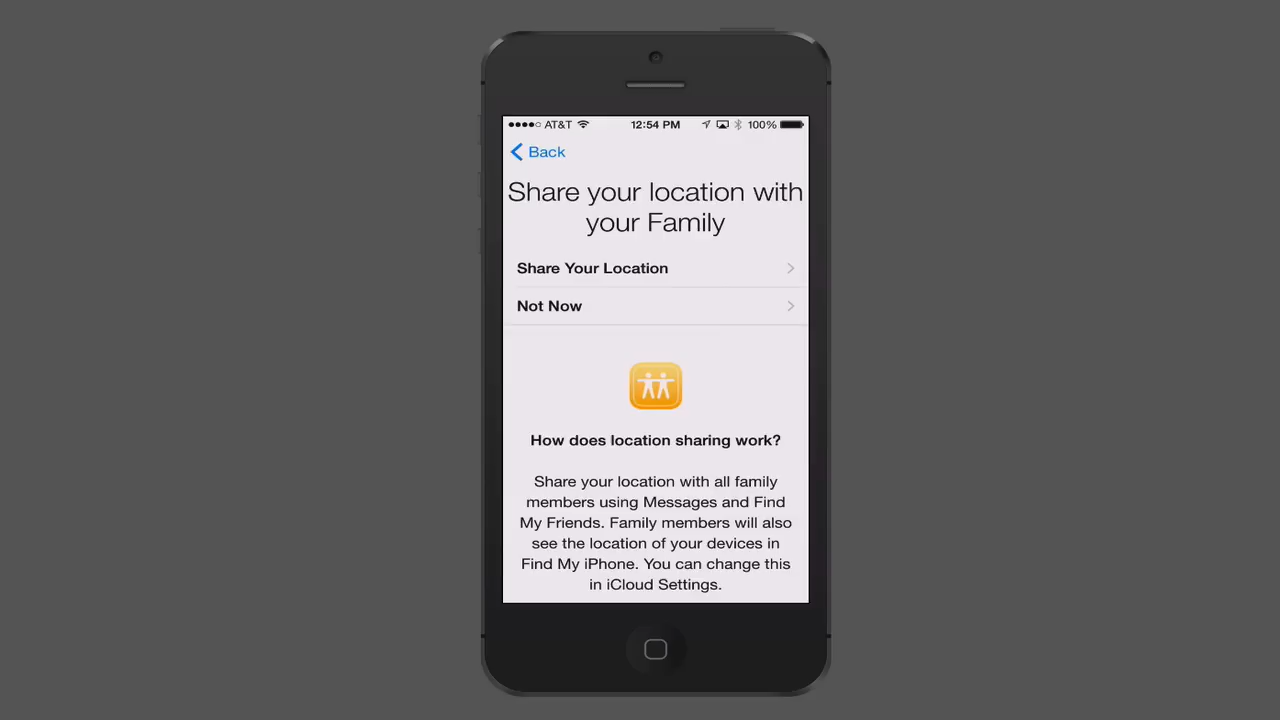 AT&T 12:54 PM 100%
Back
Share your location with
your Family
Share Your Location
Not Now
How does location sharing work?
Share your location with all family
members using Messages and Find
My Friends. Family members will also
see the location of your devices in
Find My iPhone. You can change this
in iCloud Settings.